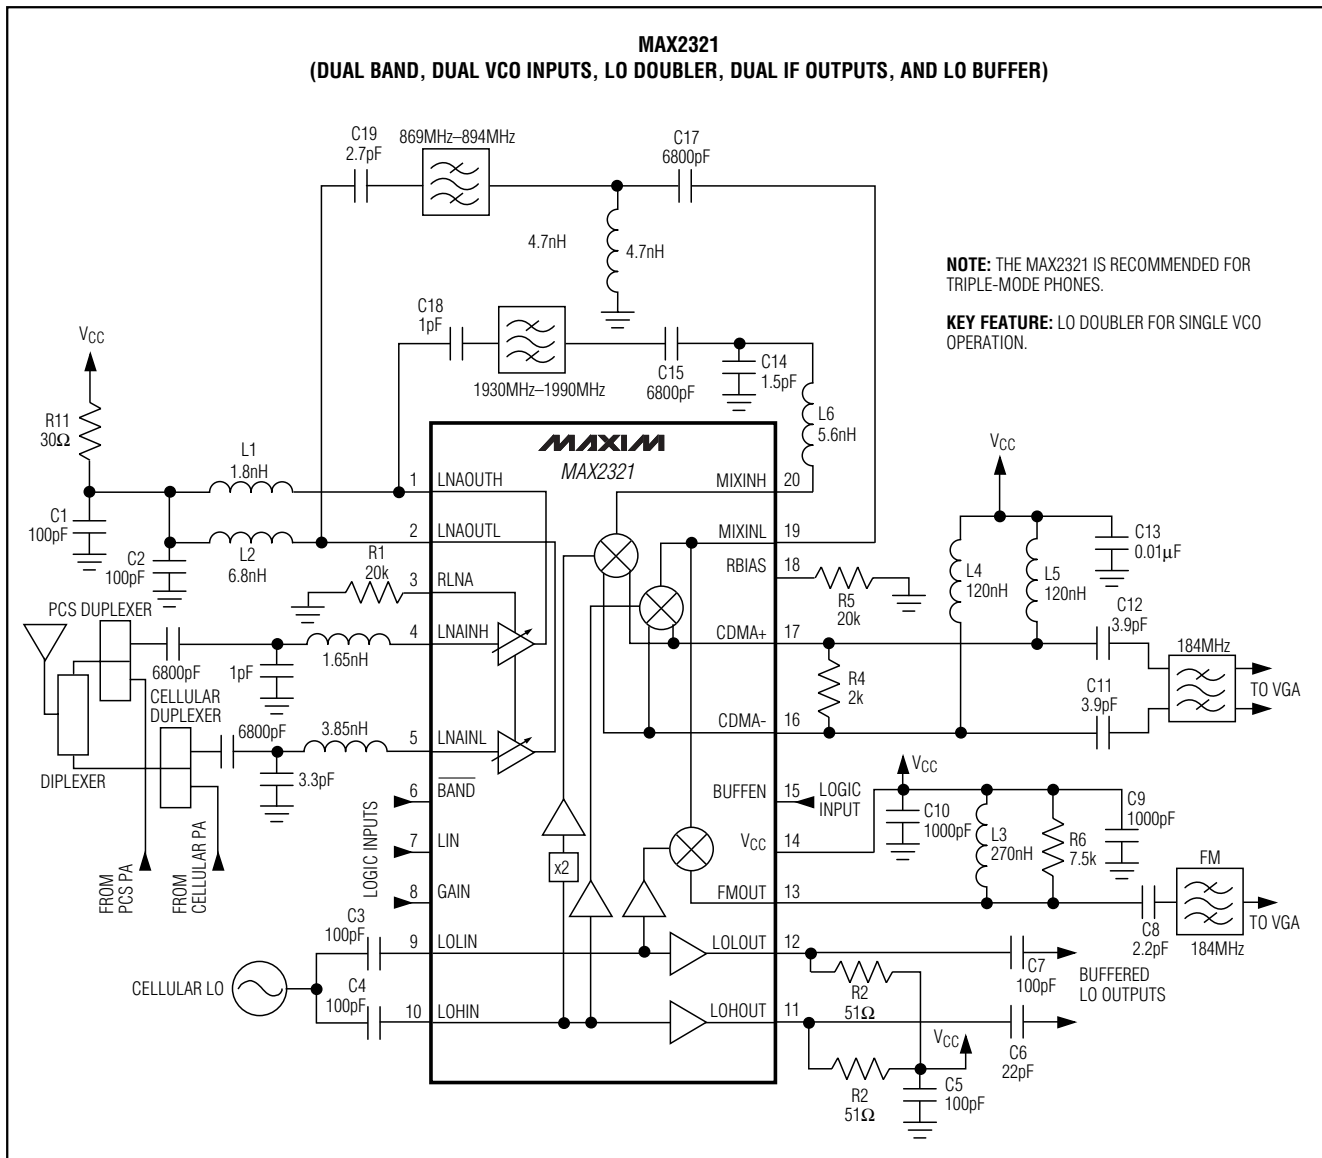 MAX2321
(DUAL BAND, DUAL VCO INPUTS, LO DOUBLER, DUAL IF OUTPUTS, AND LO BUFFER)
C19
2.7pF
869MHz–894MHz
C17
6800pF
4.7nH
4.7nH
NOTE: THE MAX2321 IS RECOMMENDED FOR
TRIPLE-MODE PHONES.
KEY FEATURE: LO DOUBLER FOR SINGLE VCO
OPERATION.
C18
1pF
1930MHz–1990MHz
C15
6800pF
C14
1.5pF
L6
5.6nH
VCC
R11
30Ω
L1
1.8nH
C1
100pF
C2
100pF
L2
6.8nH
MAXIM
MAX2321
1 LNAOUTH
2 LNAOUTL
R1
20k
3 RLNA
4 LNAINH
5 LNAINL
6 BAND
7 LIN
8 GAIN
9 LOLIN
10 LOHIN
MIXINH 20
MIXINL 19
RBIAS 18
CDMA+ 17
CDMA- 16
BUFFEN 15
VCC 14
FMOUT 13
LOLOUT 12
LOHOUT 11
x2
PCS DUPLEXER
6800pF
1pF
1.65nH
CELLULAR
DUPLEXER
6800pF
3.85nH
3.3pF
DIPLEXER
FROM
PCS PA
FROM
CELLULAR PA
LOGIC INPUTS
C3
100pF
C4
100pF
CELLULAR LO
VCC
L4
120nH
L5
120nH
C13
0.01µF
R5
20k
R4
2k
C12
3.9pF
C11
3.9pF
184MHz
TO VGA
LOGIC
INPUT
VCC
C10
1000pF
L3
270nH
R6
7.5k
C9
1000pF
FM
C8
2.2pF
184MHz
TO VGA
C7
100pF
BUFFERED
LO OUTPUTS
R2
51Ω
VCC
C6
22pF
R2
51Ω
C5
100pF